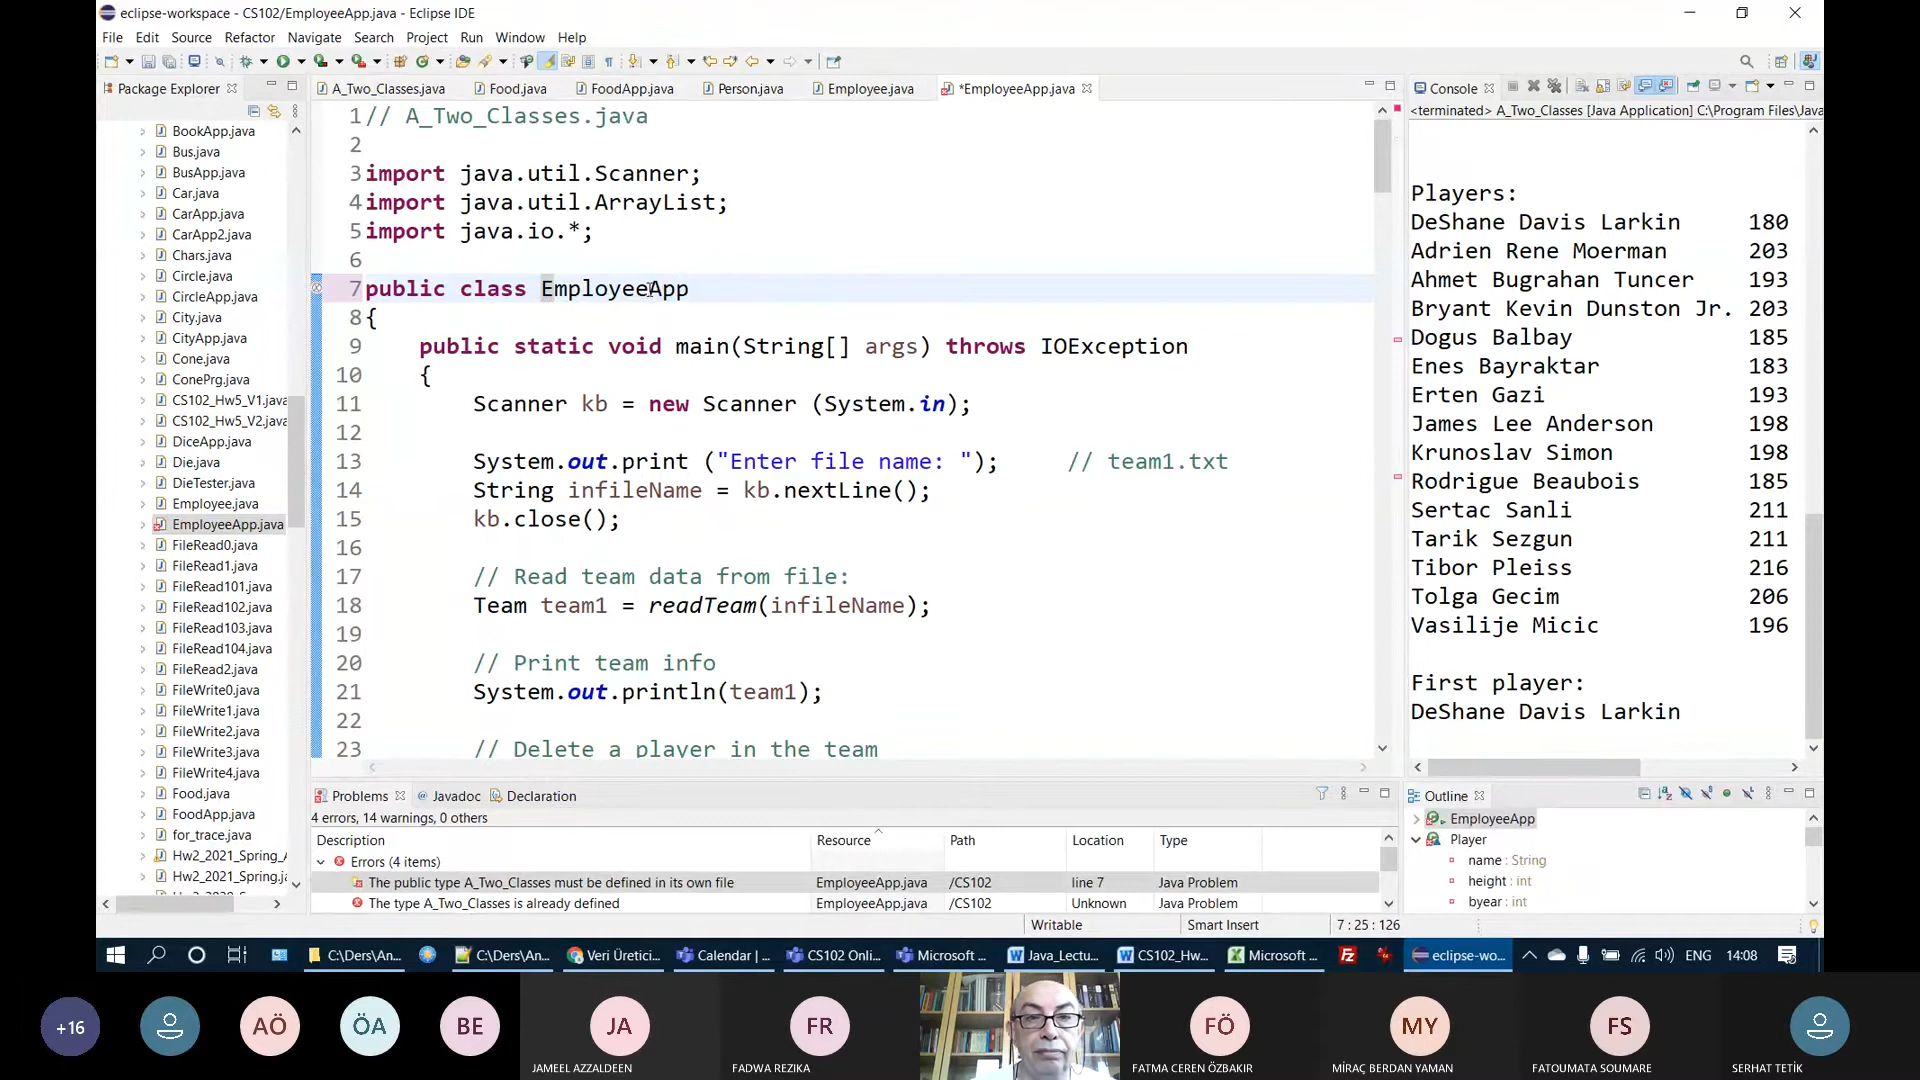 eclipse-workspace - CS102/EmployeeApp.java - Eclipse IDE
File Edit Source Refactor Navigate Search Project Run Window Help
Package Explorer
A_Two_Classes.java Food.java FoodApp.java Person.java Employee.java *EmployeeApp.java
BookApp.java
Bus.java
BusApp.java
Car.java
CarApp.java
CarApp2.java
Chars.java
Circle.java
CircleApp.java
City.java
CityApp.java
Cone.java
ConePrg.java
CS102_Hw5_V1.java
CS102_Hw5_V2.java
DiceApp.java
Die.java
DieTester.java
Employee.java
EmployeeApp.java
FileRead0.java
FileRead1.java
FileRead101.java
FileRead102.java
FileRead103.java
FileRead104.java
FileRead2.java
FileWrite0.java
FileWrite1.java
FileWrite2.java
FileWrite3.java
FileWrite4.java
Food.java
FoodApp.java
for_trace.java
Hw2_2021_Spring_A
Hw2_2021_Spring.ja
1 // A_Two_Classes.java
2
3 import java.util.Scanner;
4 import java.util.ArrayList;
5 import java.io.*;
6
7 public class EmployeeApp
8 {
9 public static void main(String[] args) throws IOException
10 {
11 Scanner kb = new Scanner (System.in);
12
13 System.out.print ("Enter file name: "); // team1.txt
14 String infileName = kb.nextLine();
15 kb.close();
16
17 // Read team data from file:
18 Team team1 = readTeam(infileName);
19
20 // Print team info
21 System.out.println(team1);
22
23 // Delete a player in the team
Console
<terminated> A_Two_Classes [Java Application] C:\Program Files\Java
Players:
DeShane Davis Larkin 180
Adrien Rene Moerman 203
Ahmet Bugrahan Tuncer 193
Bryant Kevin Dunston Jr. 203
Dogus Balbay 185
Enes Bayraktar 183
Erten Gazi 193
James Lee Anderson 198
Krunoslav Simon 198
Rodrigue Beaubois 185
Sertac Sanli 211
Tarik Sezgun 211
Tibor Pleiss 216
Tolga Gecim 206
Vasilije Micic 196
First player:
DeShane Davis Larkin
Problems Javadoc Declaration
4 errors, 14 warnings, 0 others
Description Resource Path Location Type
Errors (4 items)
The public type A_Two_Classes must be defined in its own file EmployeeApp.java /CS102 line 7 Java Problem
The type A_Two_Classes is already defined EmployeeApp.java /CS102 Unknown Java Problem
Outline
EmployeeApp
Player
name : String
height : int
byear : int
Writable Smart Insert 7 : 25 : 126
C:\Ders\An... C:\Ders\An... Veri Üretici... Calendar | ... CS102 Onli... Microsoft ... Java_Lectu... CS102_Hw... Microsoft ... eclipse-wo... ENG 14:08
+16 AÖ ÖA BE JA FR FÖ MY FS
JAMEEL AZZALDEEN FADWA REZIKA FATMA CEREN ÖZBAKIR MİRAÇ BERDAN YAMAN FATOUMATA SOUMARE SERHAT TETİK